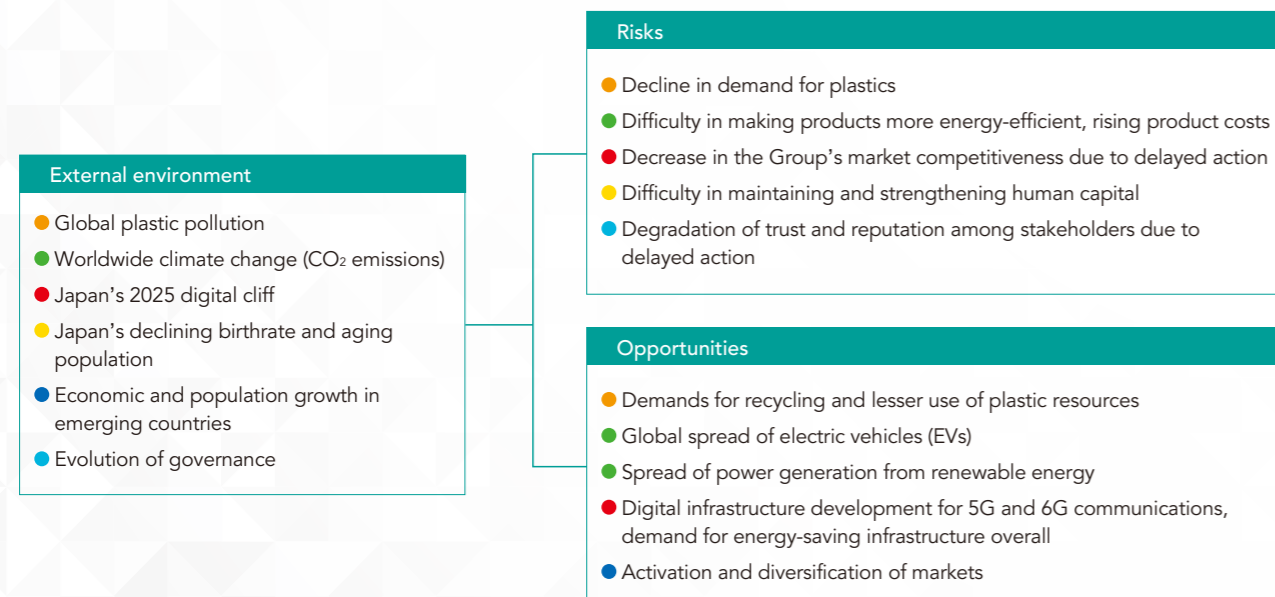 External environment
Global plastic pollution
Worldwide climate change (CO₂ emissions)
Japan’s 2025 digital cliff
Japan’s declining birthrate and aging
population
Economic and population growth in
emerging countries
Evolution of governance
Risks
Decline in demand for plastics
Difficulty in making products more energy-efficient, rising product costs
Decrease in the Group’s market competitiveness due to delayed action
Difficulty in maintaining and strengthening human capital
Degradation of trust and reputation among stakeholders due to
delayed action
Opportunities
Demands for recycling and lesser use of plastic resources
Global spread of electric vehicles (EVs)
Spread of power generation from renewable energy
Digital infrastructure development for 5G and 6G communications,
demand for energy-saving infrastructure overall
Activation and diversification of markets